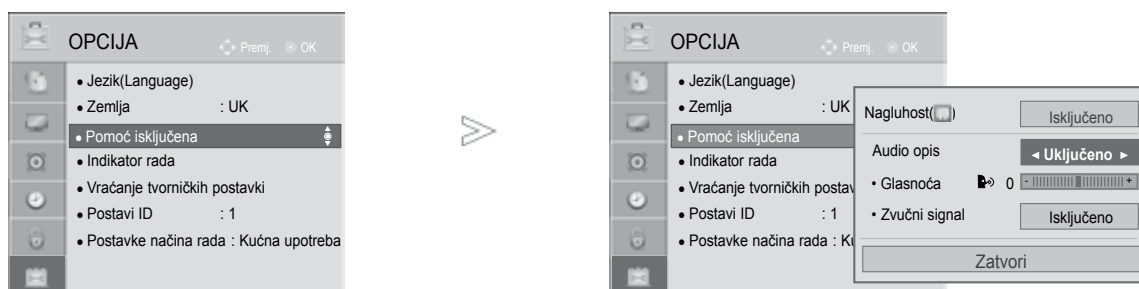 OPCIJA Premj. OK
• Jezik(Language)
• Zemlja : UK
• Pomoć isključena
• Indikator rada
• Vraćanje tvorničkih postavki
• Postavi ID : 1
• Postavke načina rada : Kućna upotreba
OPCIJA Premj. OK
• Jezik(Language)
• Zemlja : UK
• Pomoć isključena
• Indikator rada
• Vraćanje tvorničkih postav
• Postavi ID : 1
• Postavke načina rada : Ku
Nagluhost( ) Isključeno
Audio opis ◄ Uključeno ►
• Glasnoća 0 - +
• Zvučni signal Isključeno
Zatvori